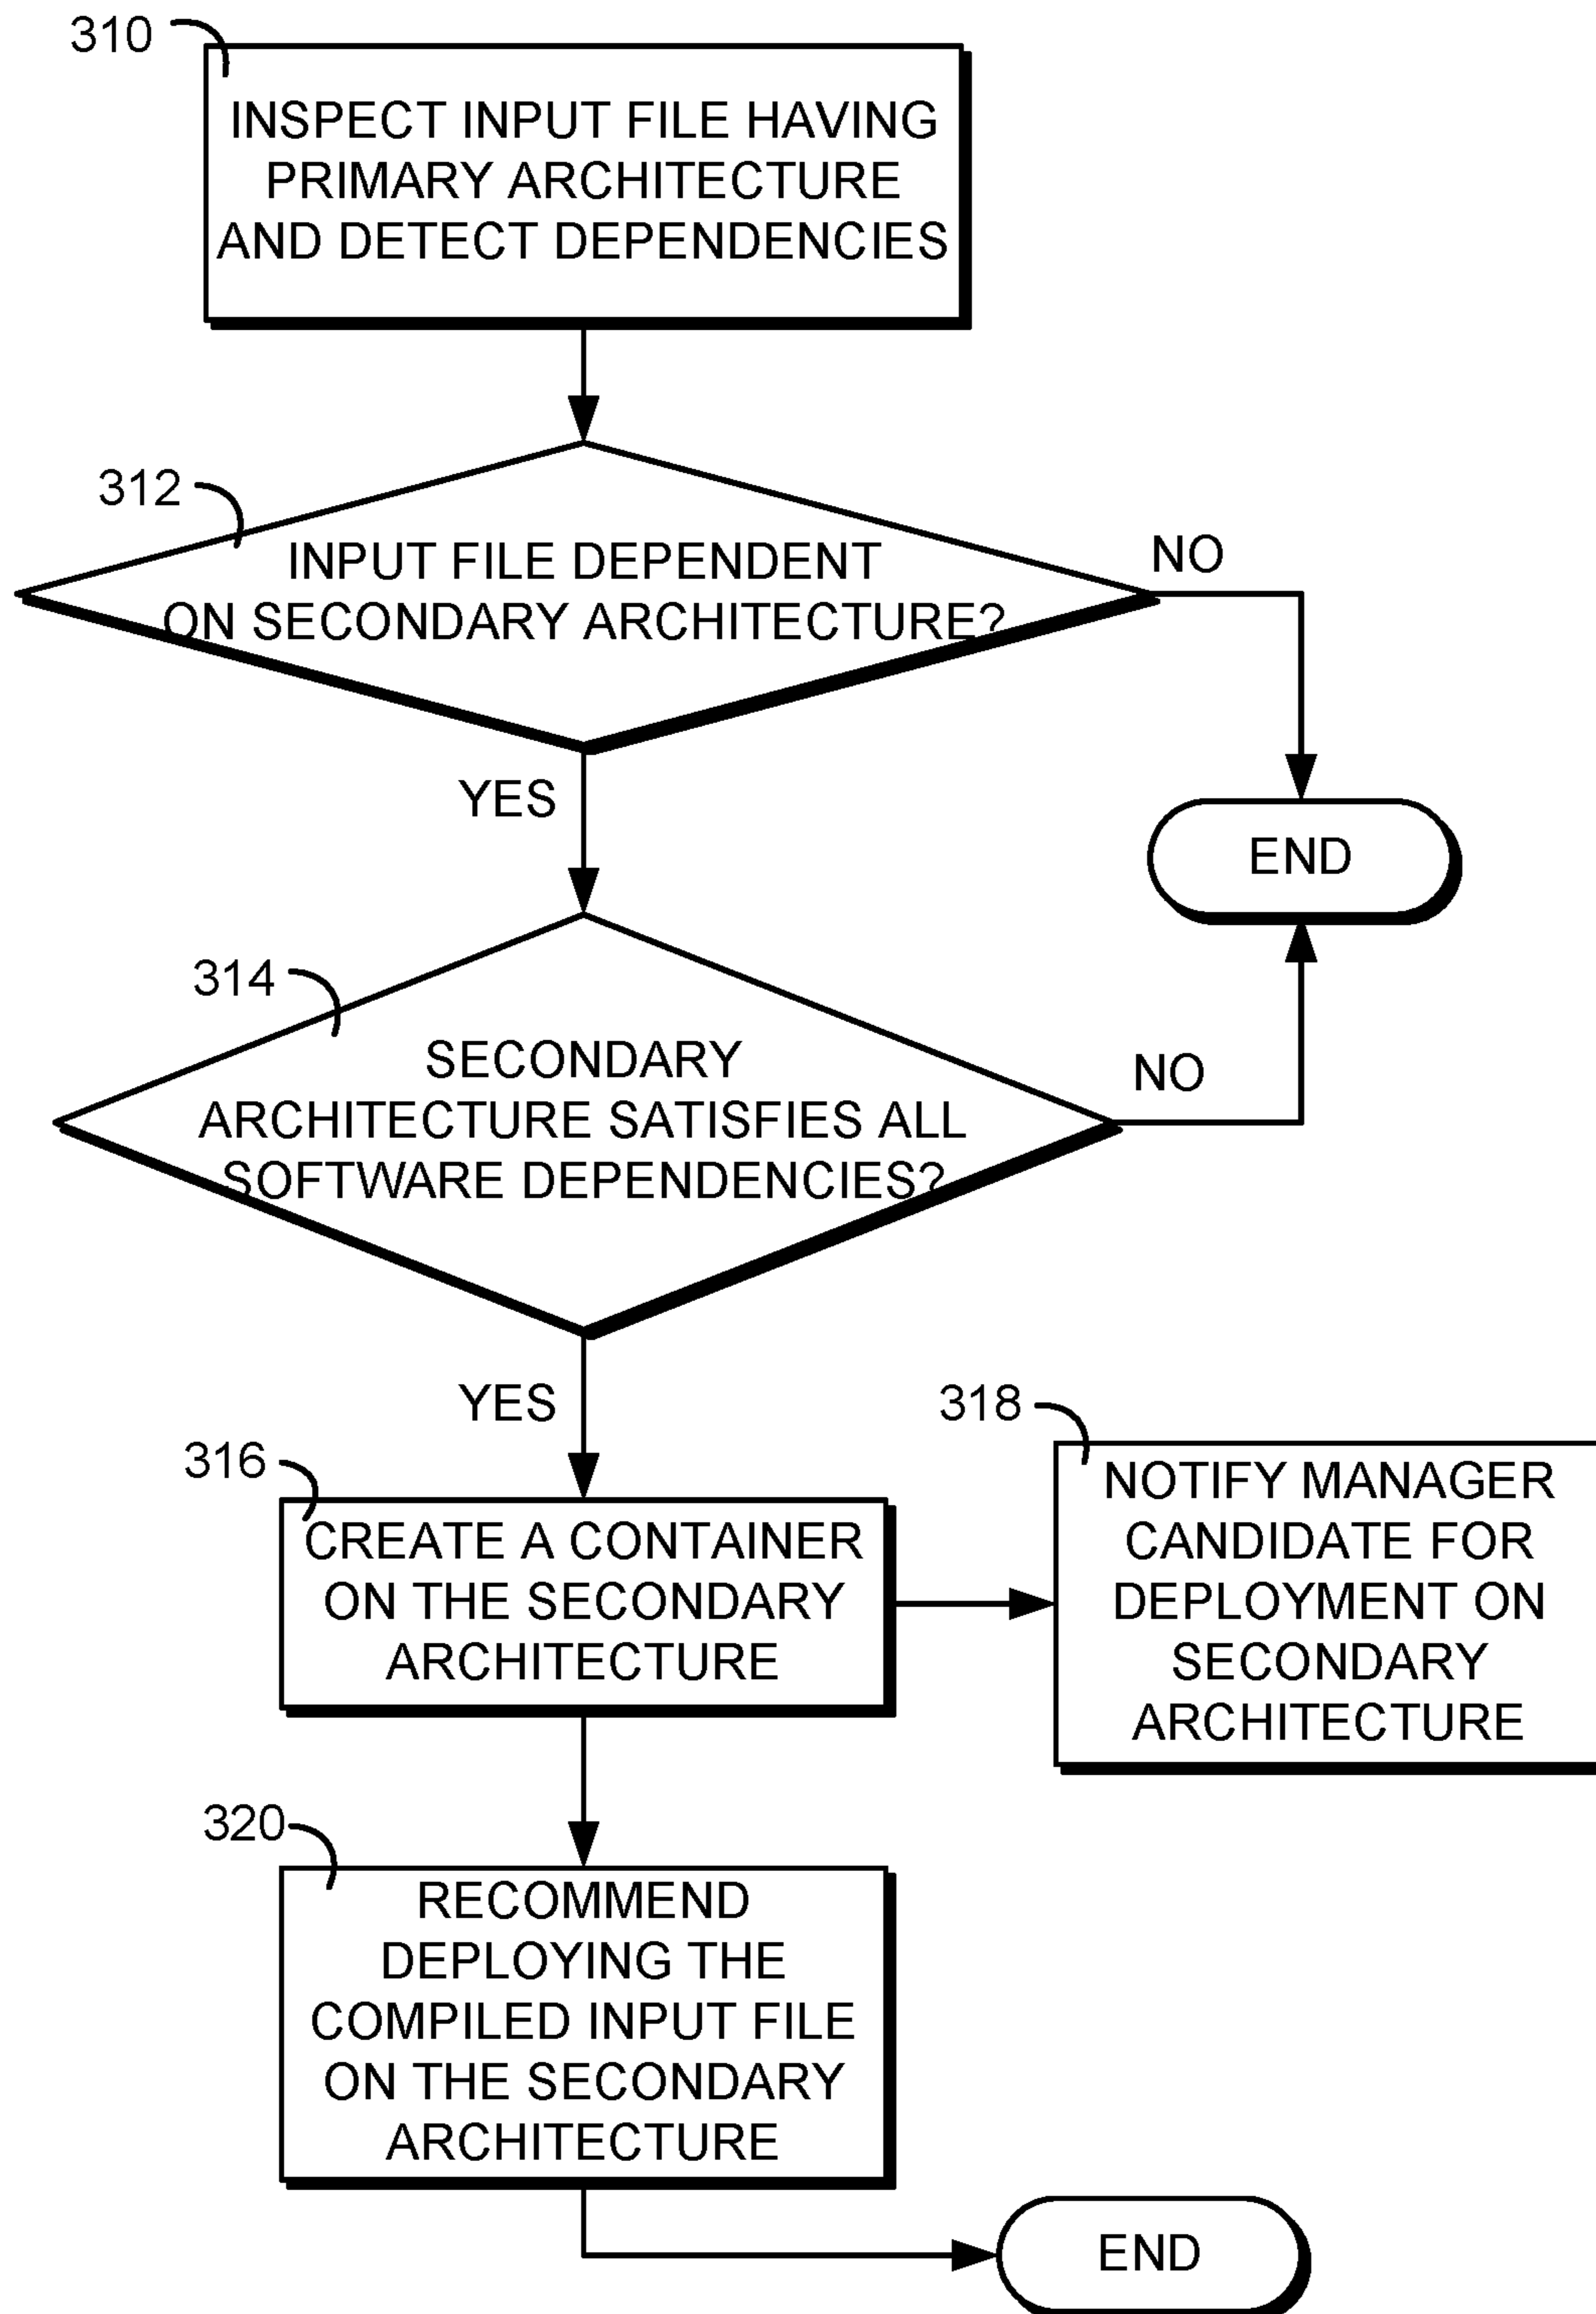 310
INSPECT INPUT FILE HAVING
PRIMARY ARCHITECTURE
AND DETECT DEPENDENCIES
312
INPUT FILE DEPENDENT
ON SECONDARY ARCHITECTURE?
NO
YES
END
314
SECONDARY
ARCHITECTURE SATISFIES ALL
SOFTWARE DEPENDENCIES?
NO
YES
316
CREATE A CONTAINER
ON THE SECONDARY
ARCHITECTURE
318
NOTIFY MANAGER
CANDIDATE FOR
DEPLOYMENT ON
SECONDARY
ARCHITECTURE
320
RECOMMEND
DEPLOYING THE
COMPILED INPUT FILE
ON THE SECONDARY
ARCHITECTURE
END